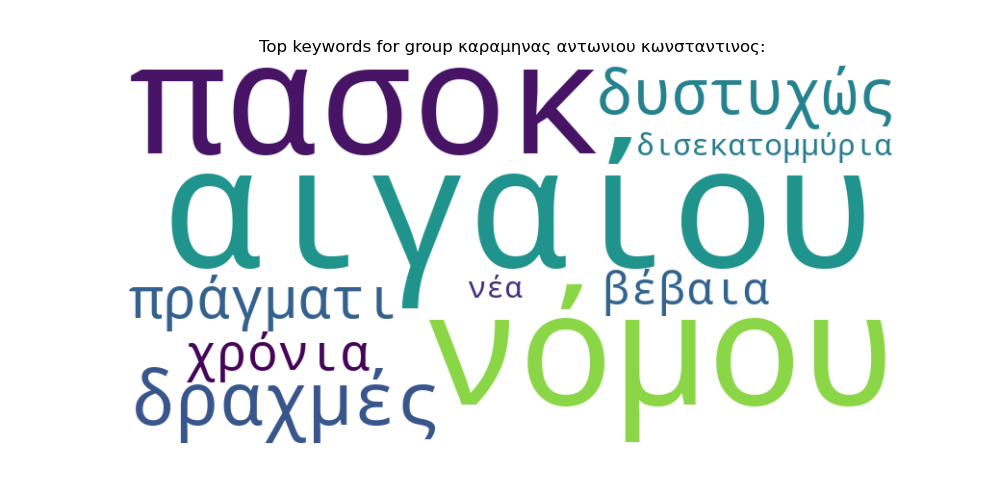 Top keywords for group καραμηνας αντωνιου κωνσταντινος:
πασοκ
δυστυχώς
δισεκατομμύρια
αιγαίου
πράγματι
νέα
βέβαια
νόμου
χρόνια
δραχμές